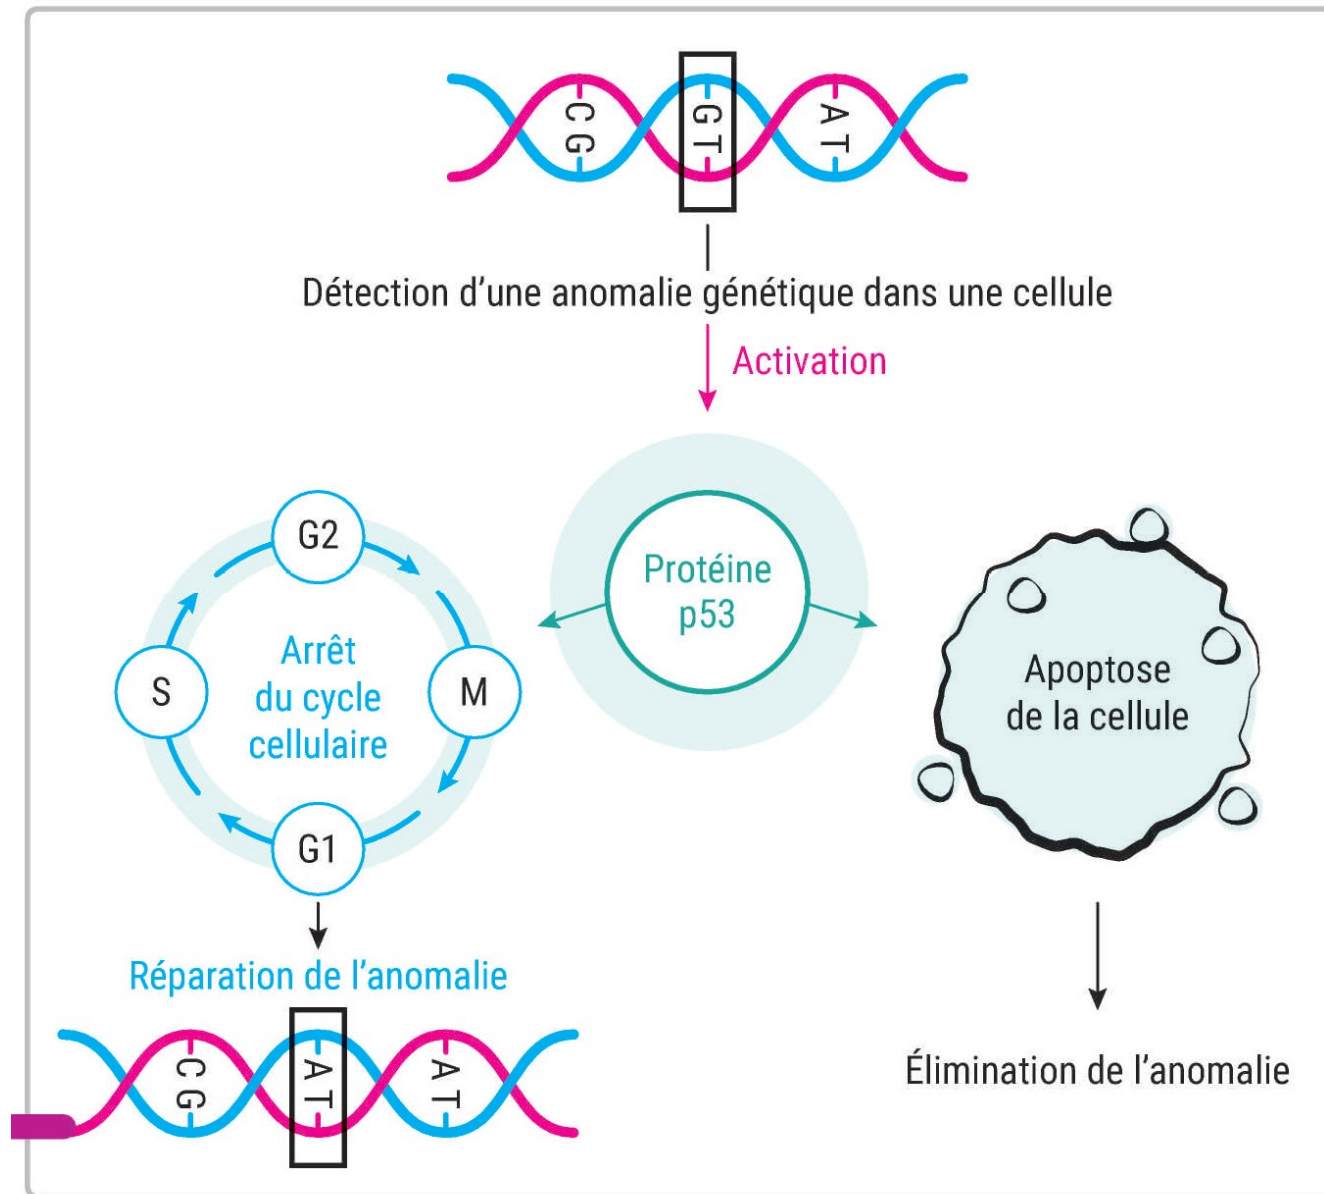 C G
G T
A T
Détection d'une anomalie génétique dans une cellule
Activation
Protéine
p53
G2
S
M
G1
Arrêt
du cycle
cellulaire
Apoptose
de la cellule
Réparation de l'anomalie
C G
A T
A T
Élimination de l'anomalie